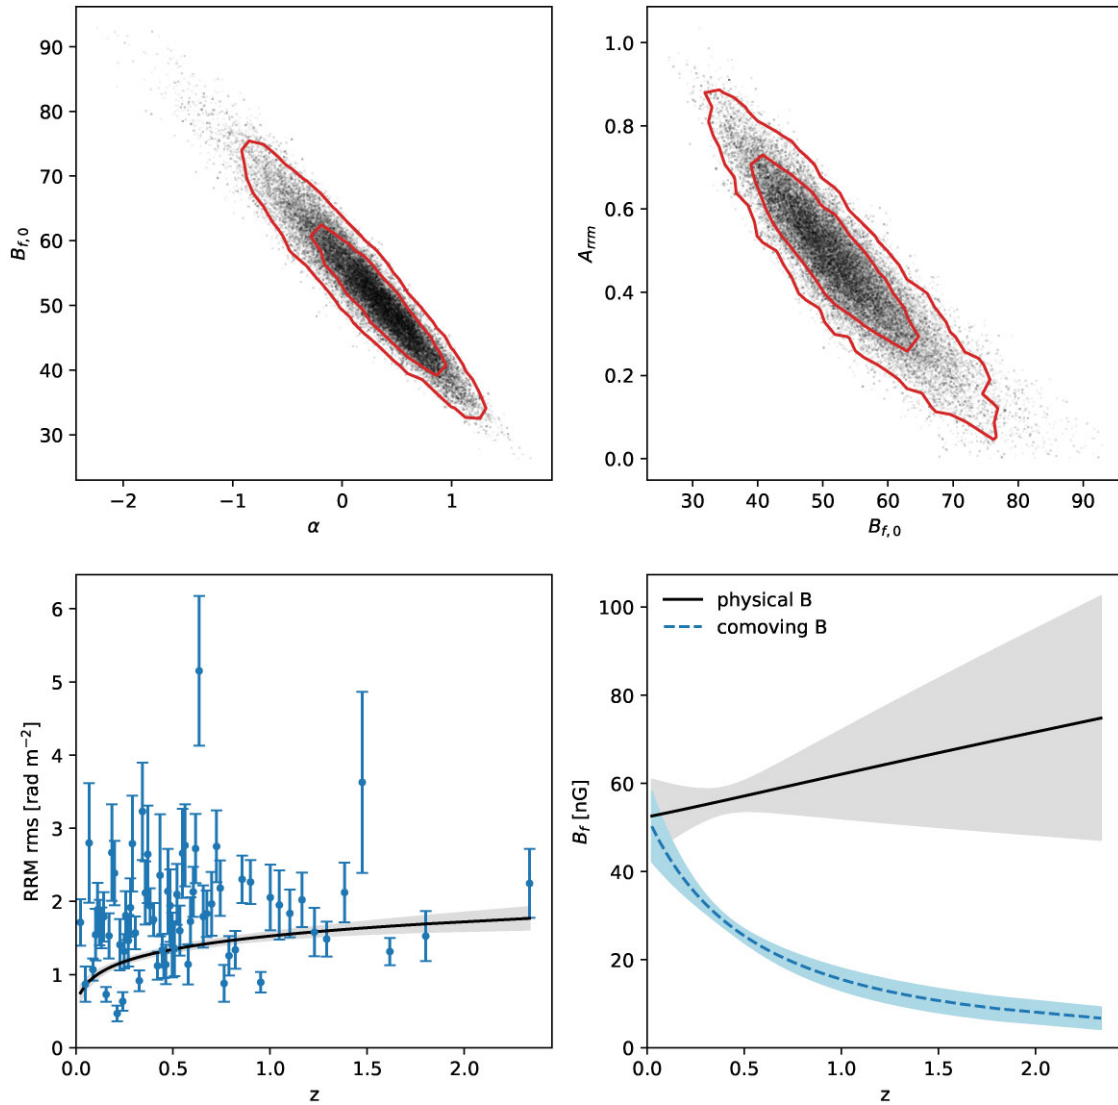 90
80
70
60
50
40
30
B_{f,0}
−2 −1 0 1
α
1.0
0.8
0.6
0.4
0.2
0.0
A_{rrm}
30 40 50 60 70 80 90
B_{f,0}
6
5
4
3
2
1
0
RRM rms [rad m⁻²]
0.0 0.5 1.0 1.5 2.0
z
physical B
comoving B
100
80
60
40
20
0
B_f [nG]
0.0 0.5 1.0 1.5 2.0
z